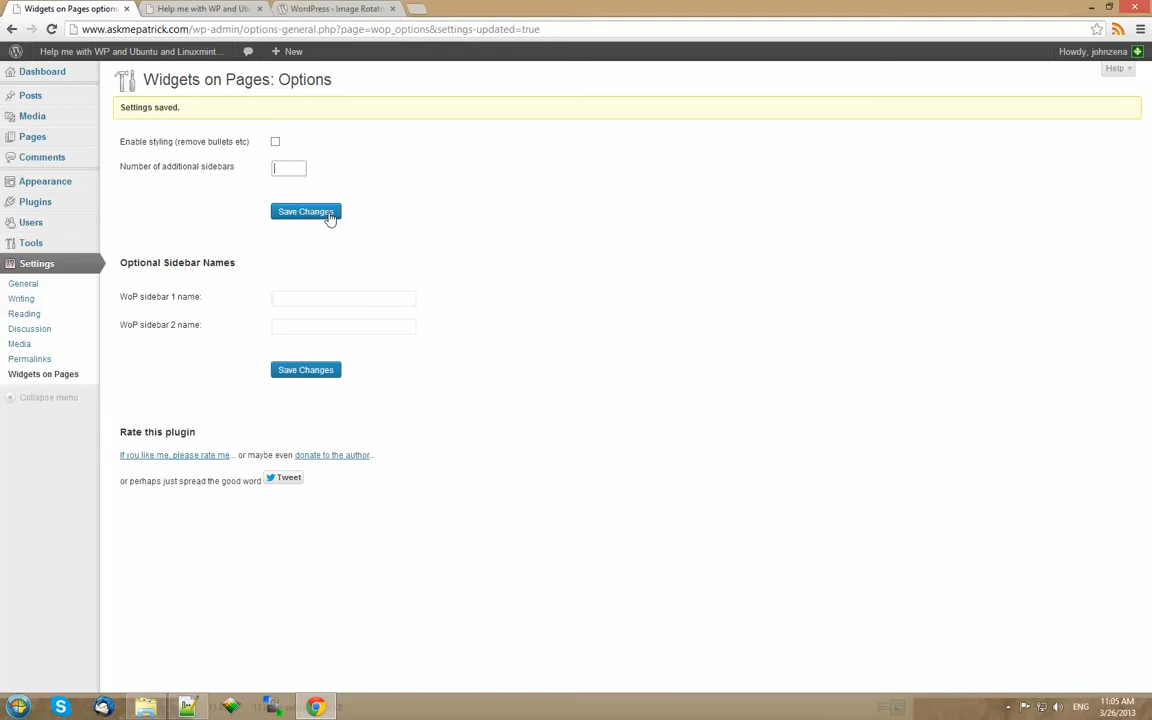 Widgets on Pages options
Help me with WP and Ub
WordPress › Image Rotat
www.askmepatrick.com/wp-admin/options-general.php?page=wop_options&settings-updated=true
Help me with WP and Ubuntu and Linuxmint...
New
Howdy, johnzena
Help
Dashboard
Posts
Media
Pages
Comments
Appearance
Plugins
Users
Tools
Settings
General
Writing
Reading
Discussion
Media
Permalinks
Widgets on Pages
Collapse menu
Widgets on Pages: Options
Settings saved.
Enable styling (remove bullets etc)
Number of additional sidebars
Save Changes
Optional Sidebar Names
WoP sidebar 1 name:
WoP sidebar 2 name:
Save Changes
Rate this plugin
If you like me, please rate me... or maybe even donate to the author...
or perhaps just spread the good word Tweet
ENG
11:05 AM
3/26/2013